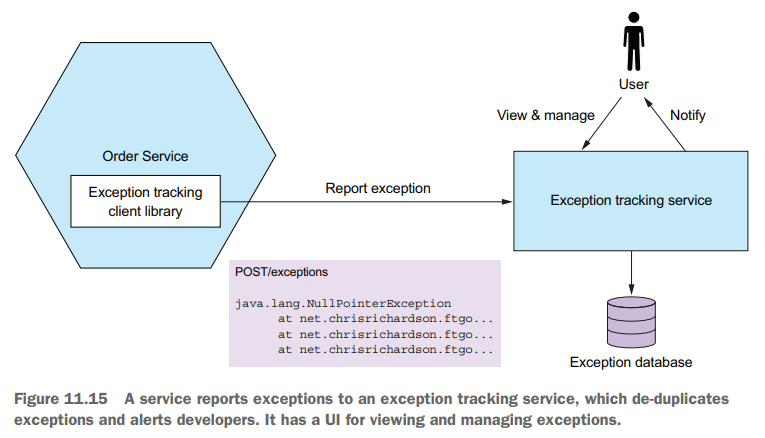 User
View & manage
Notify
Order Service
Exception tracking
client library
Report exception
Exception tracking service
POST/exceptions
java.lang.NullPointerException
at net.chrisrichardson.ftgo...
at net.chrisrichardson.ftgo...
at net.chrisrichardson.ftgo...
Exception database
Figure 11.15 A service reports exceptions to an exception tracking service, which de-duplicates
exceptions and alerts developers. It has a UI for viewing and managing exceptions.